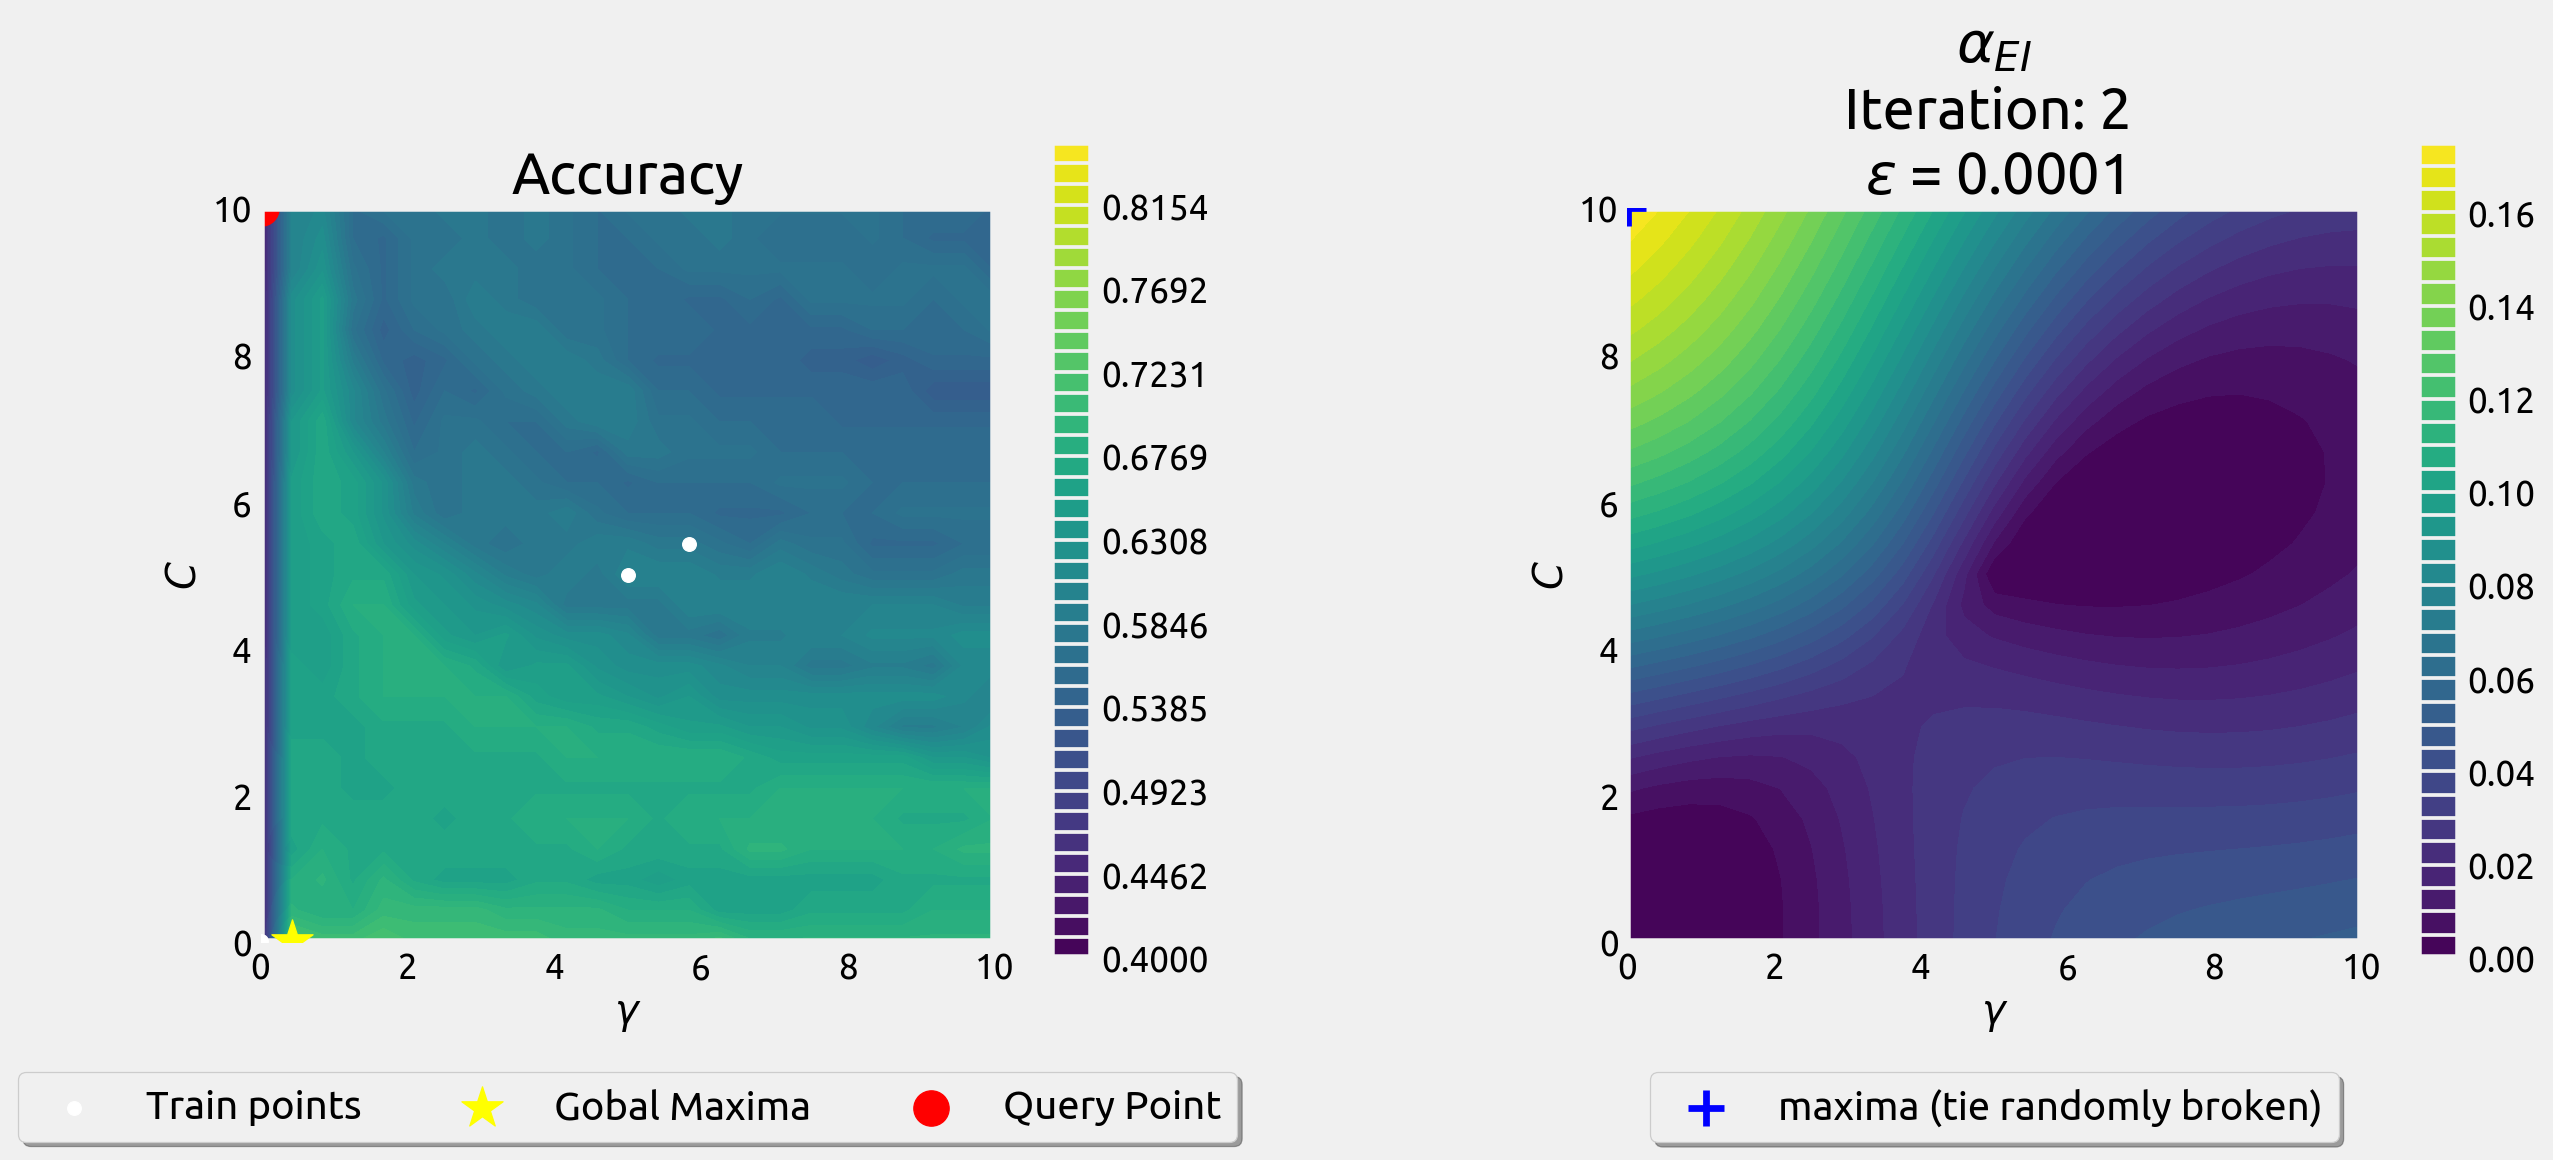 Accuracy
10
8
6
4
2
0
C
0 2 4 6 8 10
γ
0.8154
0.7692
0.7231
0.6769
0.6308
0.5846
0.5385
0.4923
0.4462
0.4000
Train points Gobal Maxima Query Point
α_EI
Iteration: 2
ε = 0.0001
10
8
6
4
2
0
C
0 2 4 6 8 10
γ
0.16
0.14
0.12
0.10
0.08
0.06
0.04
0.02
0.00
maxima (tie randomly broken)